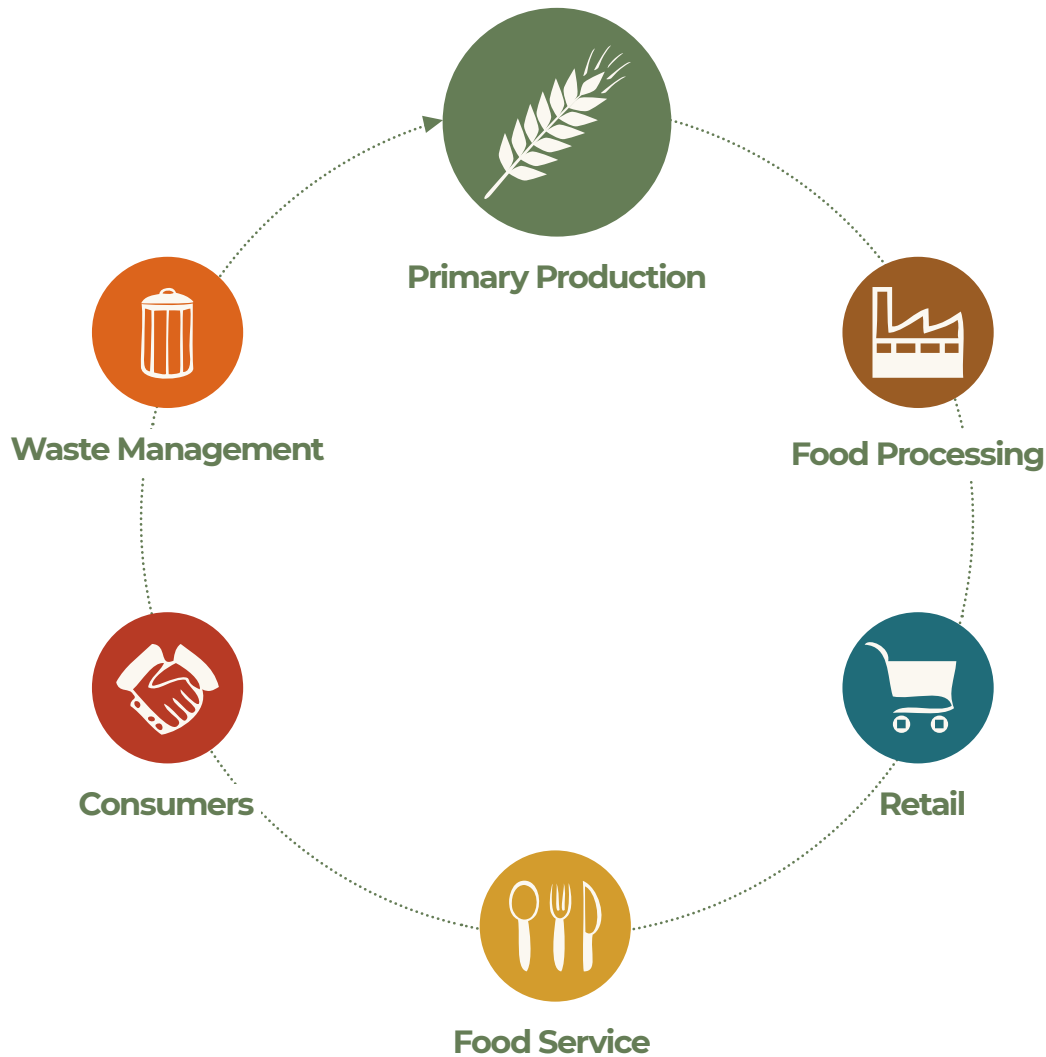 Primary Production
Waste Management
Food Processing
Consumers
Retail
Food Service